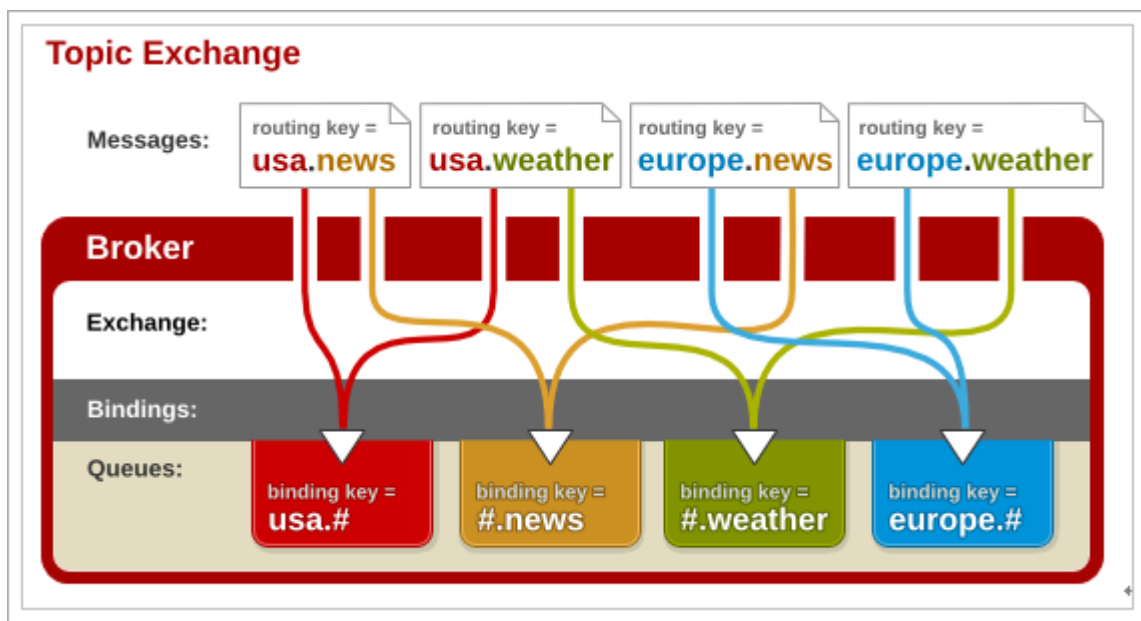 Topic Exchange
Messages:
routing key =
usa.news
routing key =
usa.weather
routing key =
europe.news
routing key =
europe.weather
Broker
Exchange:
Bindings:
Queues:
binding key =
usa.#
binding key =
#.news
binding key =
#.weather
binding key =
europe.#